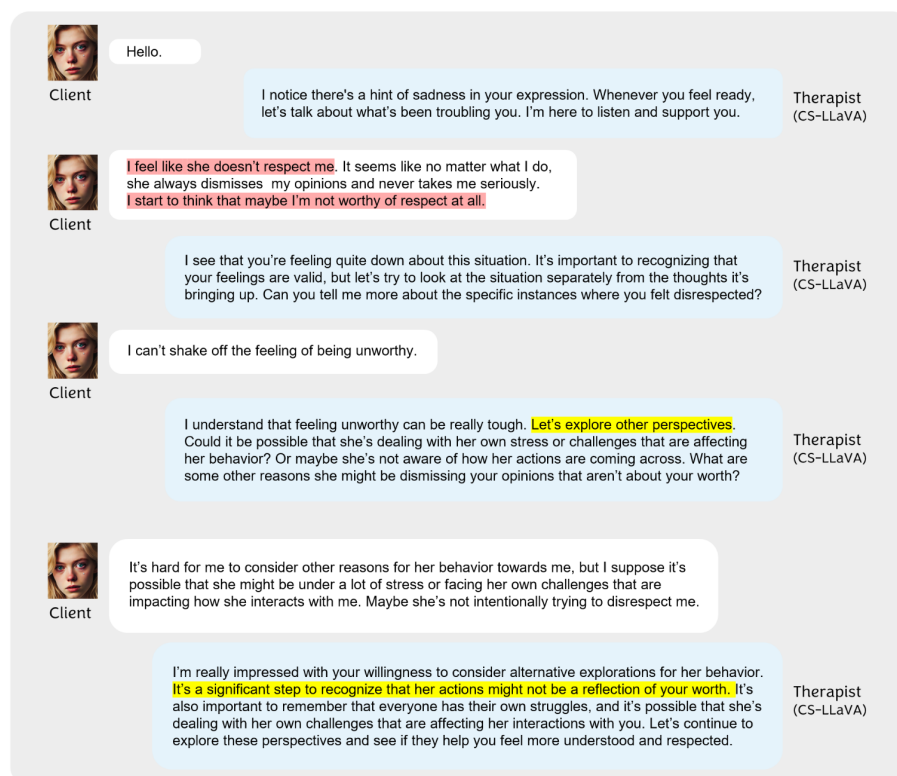 Hello.
Client
I notice there's a hint of sadness in your expression. Whenever you feel ready,
let's talk about what's been troubling you. I'm here to listen and support you.
Therapist
(CS-LLaVA)
I feel like she doesn't respect me. It seems like no matter what I do,
she always dismisses my opinions and never takes me seriously.
I start to think that maybe I'm not worthy of respect at all.
Client
I see that you're feeling quite down about this situation. It's important to recognizing that
your feelings are valid, but let's try to look at the situation separately from the thoughts it's
bringing up. Can you tell me more about the specific instances where you felt disrespected?
Therapist
(CS-LLaVA)
I can't shake off the feeling of being unworthy.
Client
I understand that feeling unworthy can be really tough. Let's explore other perspectives.
Could it be possible that she's dealing with her own stress or challenges that are affecting
her behavior? Or maybe she's not aware of how her actions are coming across. What are
some other reasons she might be dismissing your opinions that aren't about your worth?
Therapist
(CS-LLaVA)
It's hard for me to consider other reasons for her behavior towards me, but I suppose it's
possible that she might be under a lot of stress or facing her own challenges that are
impacting how she interacts with me. Maybe she's not intentionally trying to disrespect me.
Client
I'm really impressed with your willingness to consider alternative explorations for her behavior.
It's a significant step to recognize that her actions might not be a reflection of your worth. It's
also important to remember that everyone has their own struggles, and it's possible that she's
dealing with her own challenges that are affecting her interactions with you. Let's continue to
explore these perspectives and see if they help you feel more understood and respected.
Therapist
(CS-LLaVA)